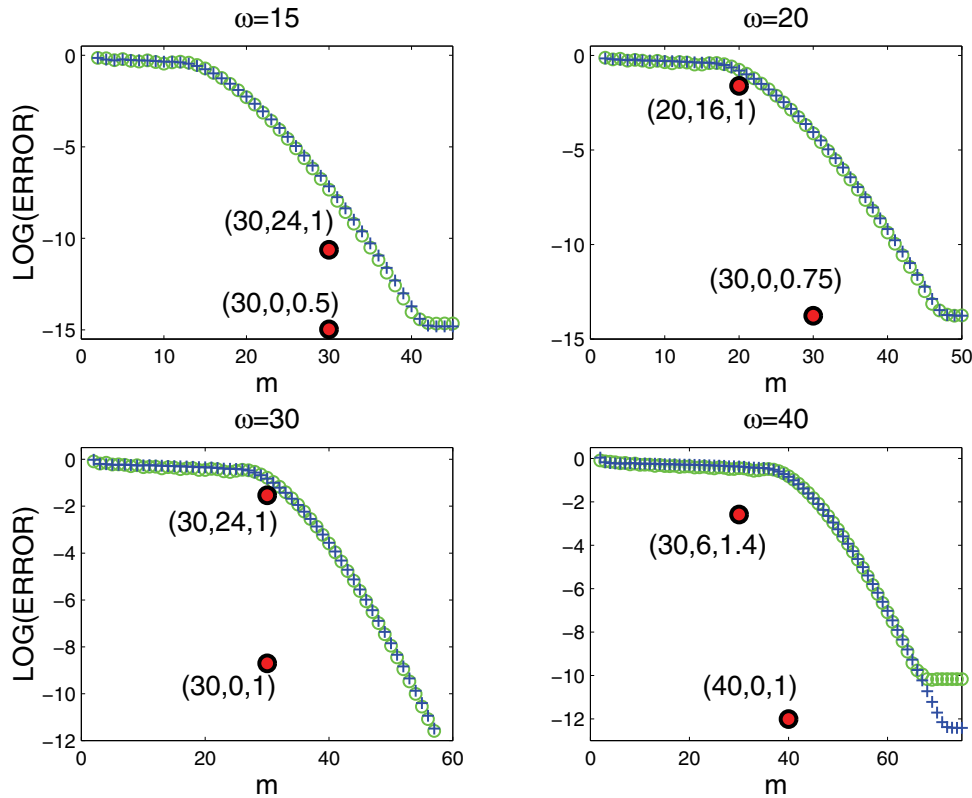 ω=15
LOG(ERROR)
0
−5
−10
−15
(30,24,1)
(30,0,0.5)
0 10 20 30 40
m
ω=20
0
−5
−10
−15
(20,16,1)
(30,0,0.75)
0 10 20 30 40 50
m
ω=30
LOG(ERROR)
0
−2
−4
−6
−8
−10
−12
(30,24,1)
(30,0,1)
0 20 40 60
m
ω=40
0
−2
−4
−6
−8
−10
−12
(30,6,1.4)
(40,0,1)
0 20 40 60
m